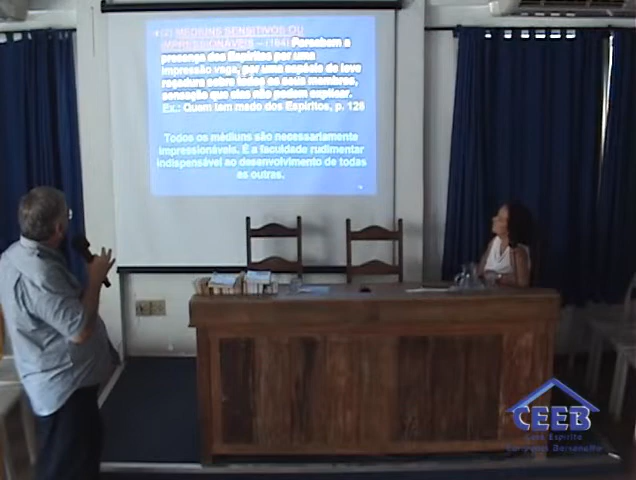 (2) MÉDIUNS SENSITIVOS OU
IMPRESSIONÁVEIS – (164) Percebem a
presença dos Espíritos por uma
impressão vaga, por uma espécie de leve
roçadura sobre todos os seus membros,
sensação que eles não podem explicar.
Ex.: Quem tem medo dos Espíritos, p. 126
Todos os médiuns são necessariamente
impressionáveis. É a faculdade rudimentar
indispensável ao desenvolvimento de todas
as outras.
CEEB
Casa Espírita